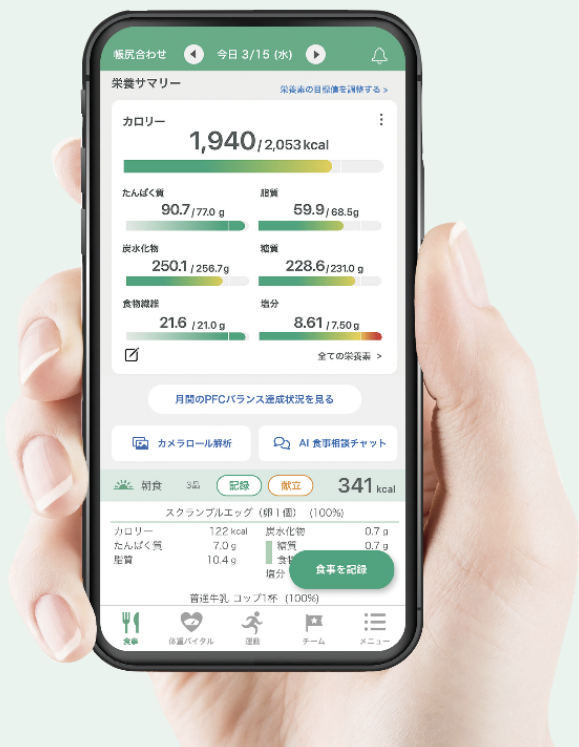 帳尻合わせ 今日 3/15 (水)
栄養サマリー 栄養素の目標値を調整する >
カロリー
1,940 / 2,053 kcal
たんぱく質 脂質
90.7 / 77.0 g 59.9 / 68.5g
炭水化物 糖質
250.1 / 256.7g 228.6 / 231.0 g
食物繊維 塩分
21.6 / 21.0 g 8.61 / 7.50 g
全ての栄養素 >
月間のPFCバランス達成状況を見る
カメラロール解析 AI 食事相談チャット
朝食 3品 記録 献立 341 kcal
スクランブルエッグ (卵1個) (100%)
カロリー 122 kcal 炭水化物 0.7 g
たんぱく質 7.0 g 糖質 0.7 g
脂質 10.4 g
塩分 食事を記録
普通牛乳 コップ1杯 (100%)
食事 体重バイタル 運動 チーム メニュー